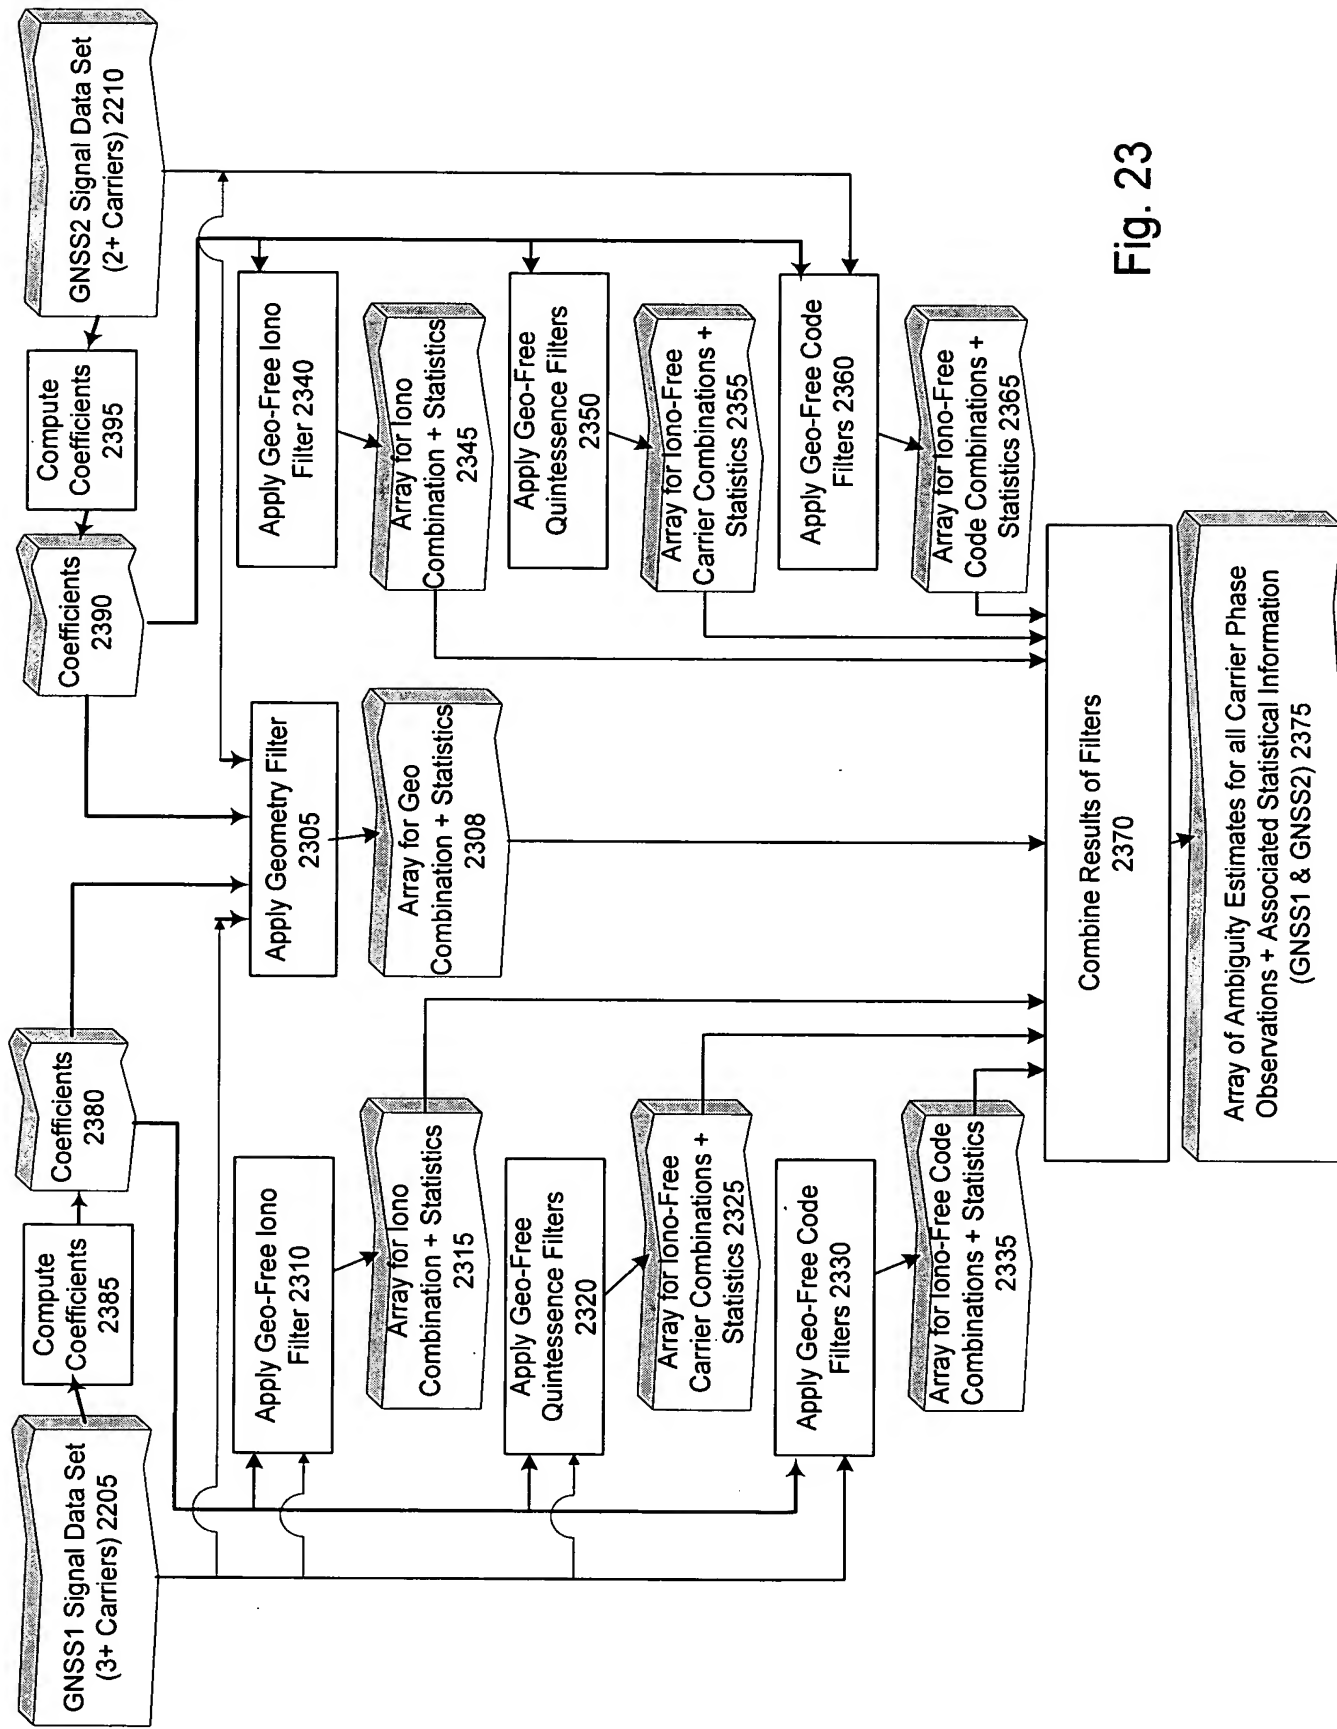 GNSS1 Signal Data Set
(3+ Carriers) 2205
Compute
Coefficients
2385
Coefficients
2380
Coefficients
2390
Compute
Coefficients
2395
GNSS2 Signal Data Set
(2+ Carriers) 2210
Apply Geo-Free Iono
Filter 2310
Array for Iono
Combination + Statistics
2315
Apply Geo-Free
Quintessence Filters
2320
Array for Iono-Free
Carrier Combinations +
Statistics 2325
Apply Geo-Free Code
Filters 2330
Array for Iono-Free Code
Combinations + Statistics
2335
Apply Geometry Filter
2305
Array for Geo
Combination + Statistics
2308
Apply Geo-Free Iono
Filter 2340
Array for Iono
Combination + Statistics
2345
Apply Geo-Free
Quintessence Filters
2350
Array for Iono-Free
Carrier Combinations +
Statistics 2355
Apply Geo-Free Code
Filters 2360
Array for Iono-Free
Code Combinations +
Statistics 2365
Combine Results of Filters
2370
Array of Ambiguity Estimates for all Carrier Phase
Observations + Associated Statistical Information
(GNSS1 & GNSS2) 2375
Fig. 23